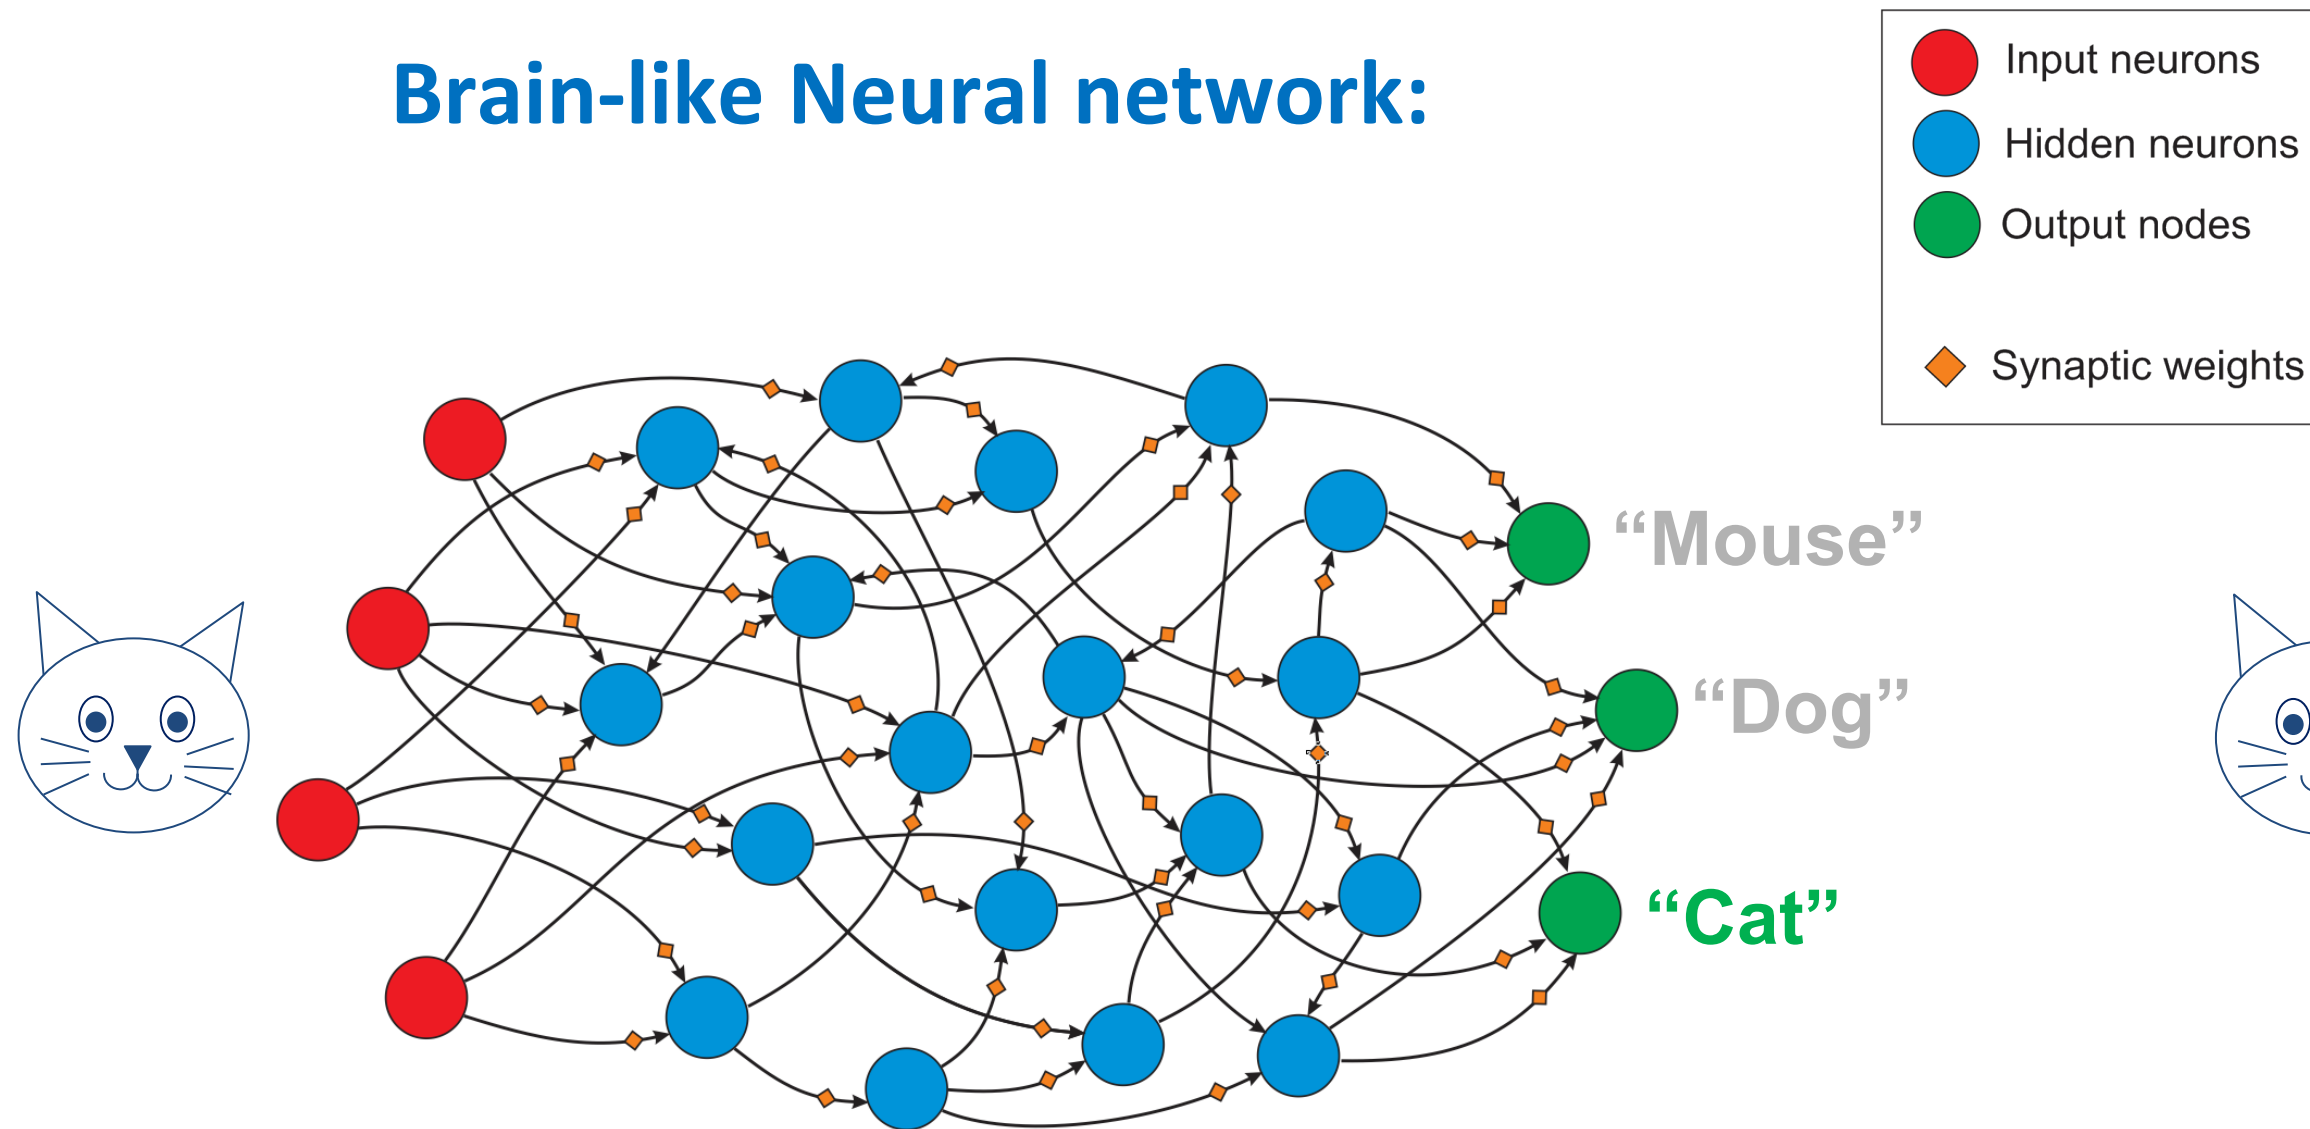 Brain-like Neural network:
Input neurons
Hidden neurons
Output nodes
Synaptic weights
“Mouse”
“Dog”
“Cat”